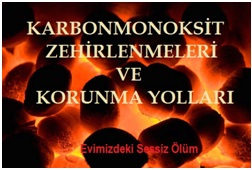 KARBONMONOKSİT
ZEHİRLENMELERİ
VE
KORUNMA YOLLARI
Evimizdeki Sessiz Ölüm